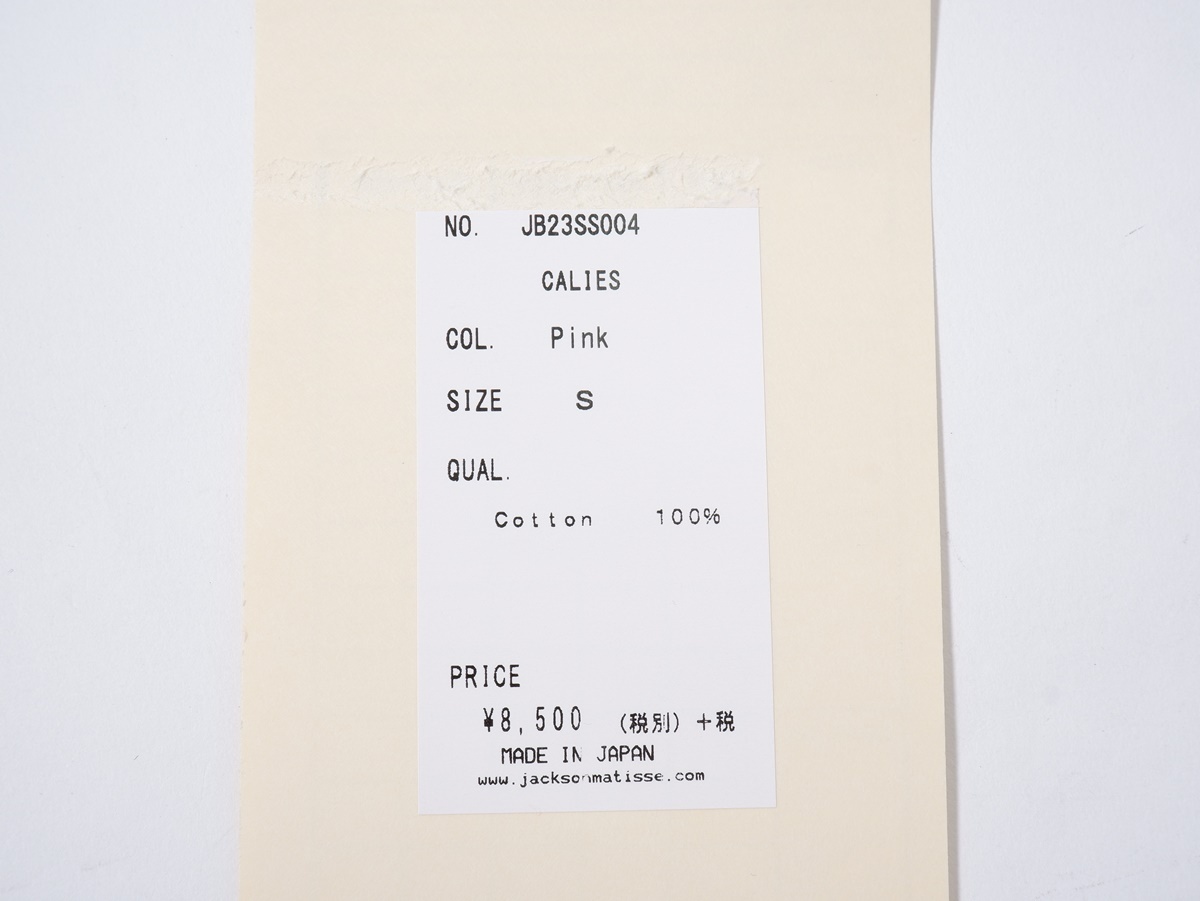 NO. JB23SS004
CALIES
COL. Pink
SIZE S
QUAL.
Cotton 100%
PRICE
¥8,500 (税別)+税
MADE IN JAPAN
www.jacksonmatisse.com